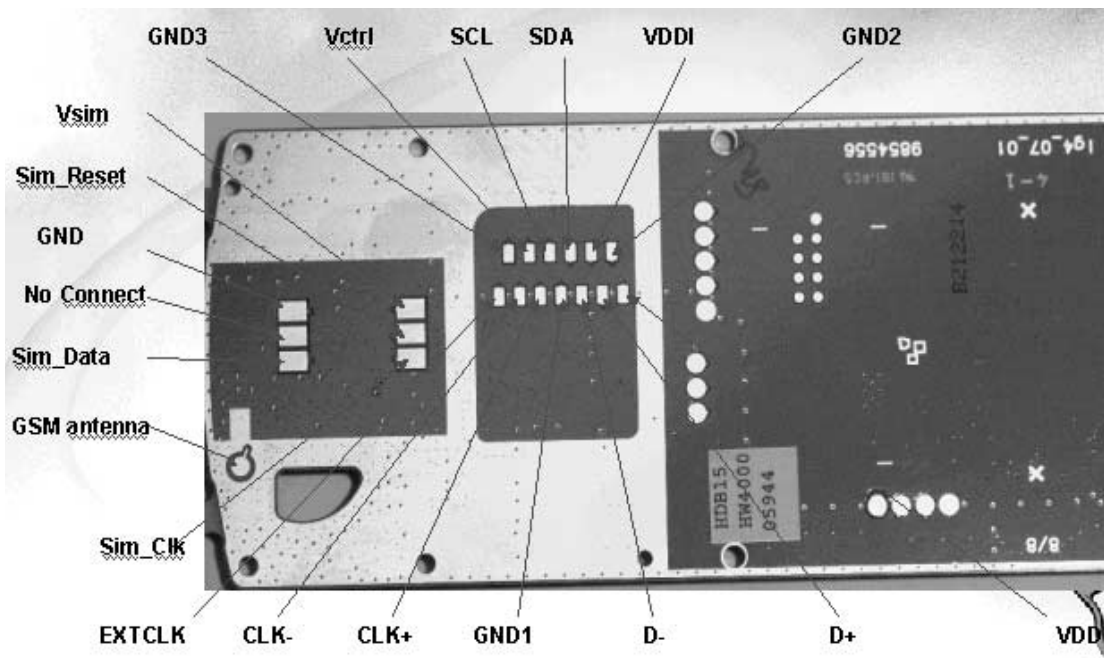 GND3 Vctrl SCL SDA VDDI GND2
Vsim
Sim_Reset
GND
No Connect
Sim_Data
GSM antenna
Sim_Clk
EXTCLK CLK- CLK+ GND1 D- D+ VDD
9854556
lg4_07_01
4-1
B212214
HDB15
HW4000
05944
8/8